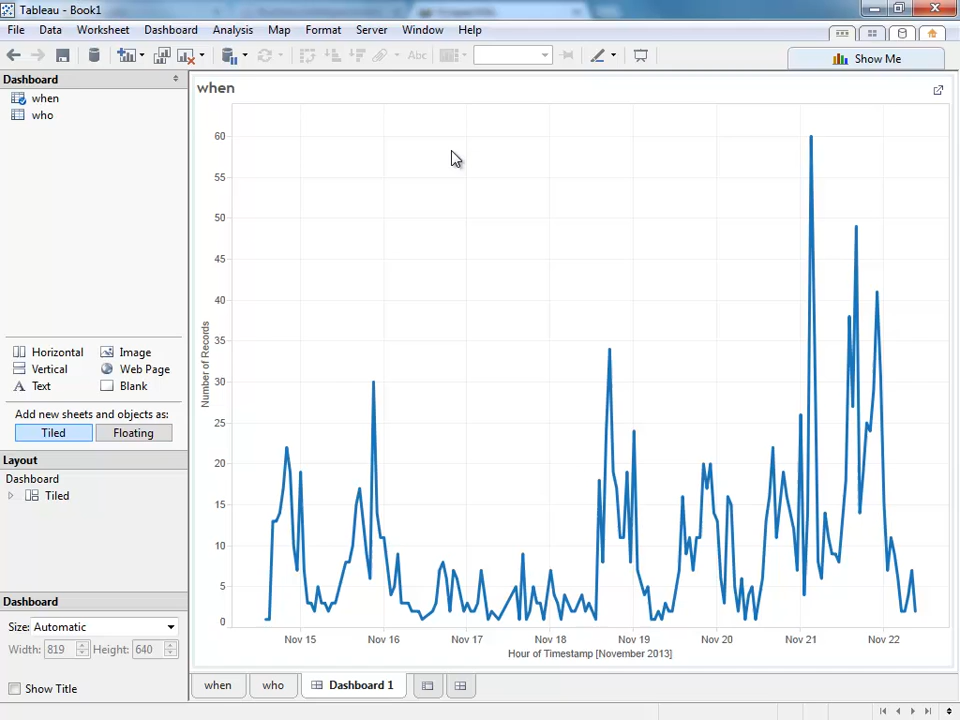 Tableau - Book1
File Data Worksheet Dashboard Analysis Map Format Server Window Help
Abc
Show Me
Dashboard
when
who
Horizontal Image
Vertical Web Page
A Text Blank
Add new sheets and objects as:
Tiled Floating
Layout
Dashboard
Tiled
Dashboard
Size: Automatic
Width: 819 Height: 640
Show Title
when
60
55
50
45
40
35
30
25
20
15
10
5
0
Number of Records
Nov 15 Nov 16 Nov 17 Nov 18 Nov 19 Nov 20 Nov 21 Nov 22
Hour of Timestamp [November 2013]
when who Dashboard 1